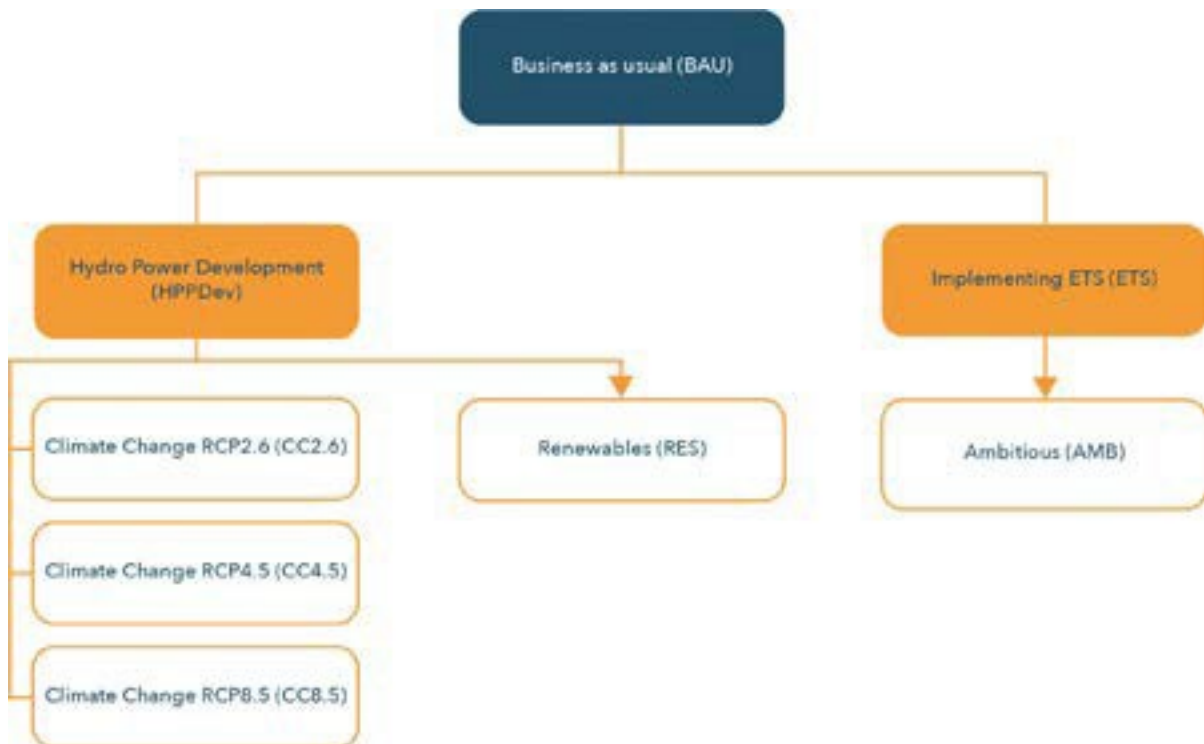 Business as usual (BAU)
Hydro Power Development
(HPPDev)
Implementing ETS (ETS)
Climate Change RCP2.6 (CC2.6)
Renewables (RES)
Ambitious (AMB)
Climate Change RCP4.5 (CC4.5)
Climate Change RCP8.5 (CC8.5)